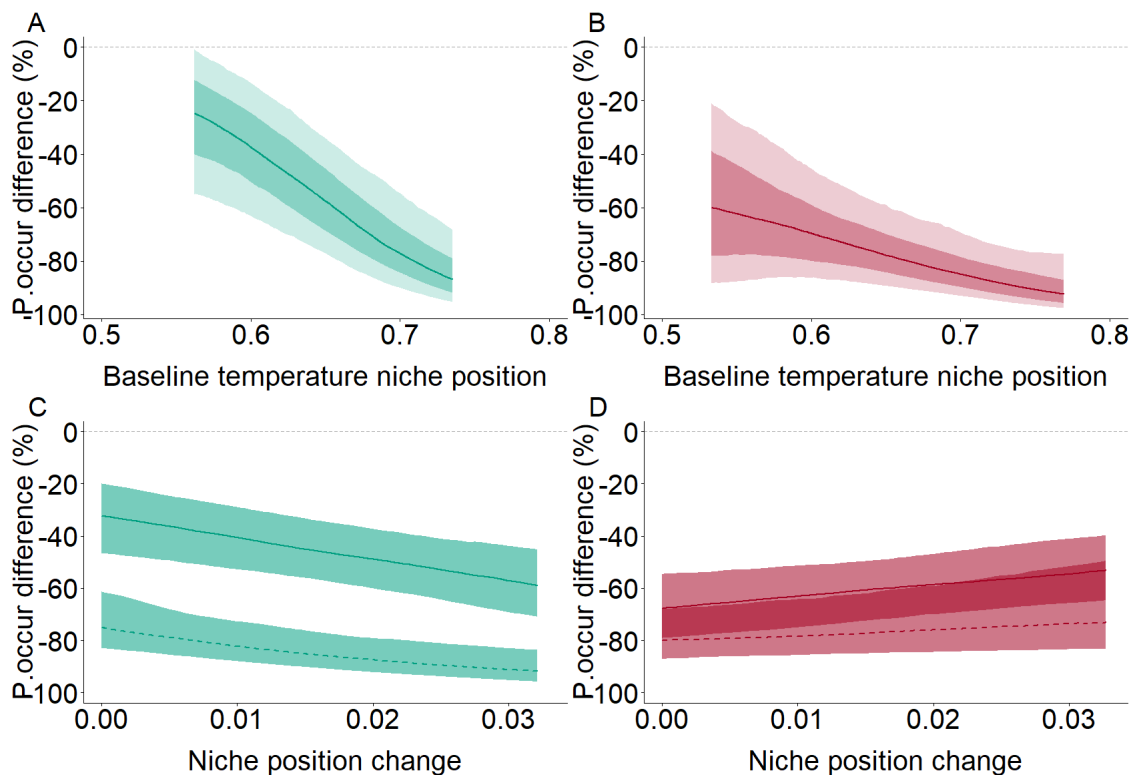 A
P.occur difference (%)
0
-20
-40
-60
-80
-100
0.5 0.6 0.7 0.8
Baseline temperature niche position
B
P.occur difference (%)
0
-20
-40
-60
-80
-100
0.5 0.6 0.7 0.8
Baseline temperature niche position
C
P.occur difference (%)
0
-20
-40
-60
-80
100
0.00 0.01 0.02 0.03
Niche position change
D
P.occur difference (%)
0
-20
-40
-60
-80
100
0.00 0.01 0.02 0.03
Niche position change